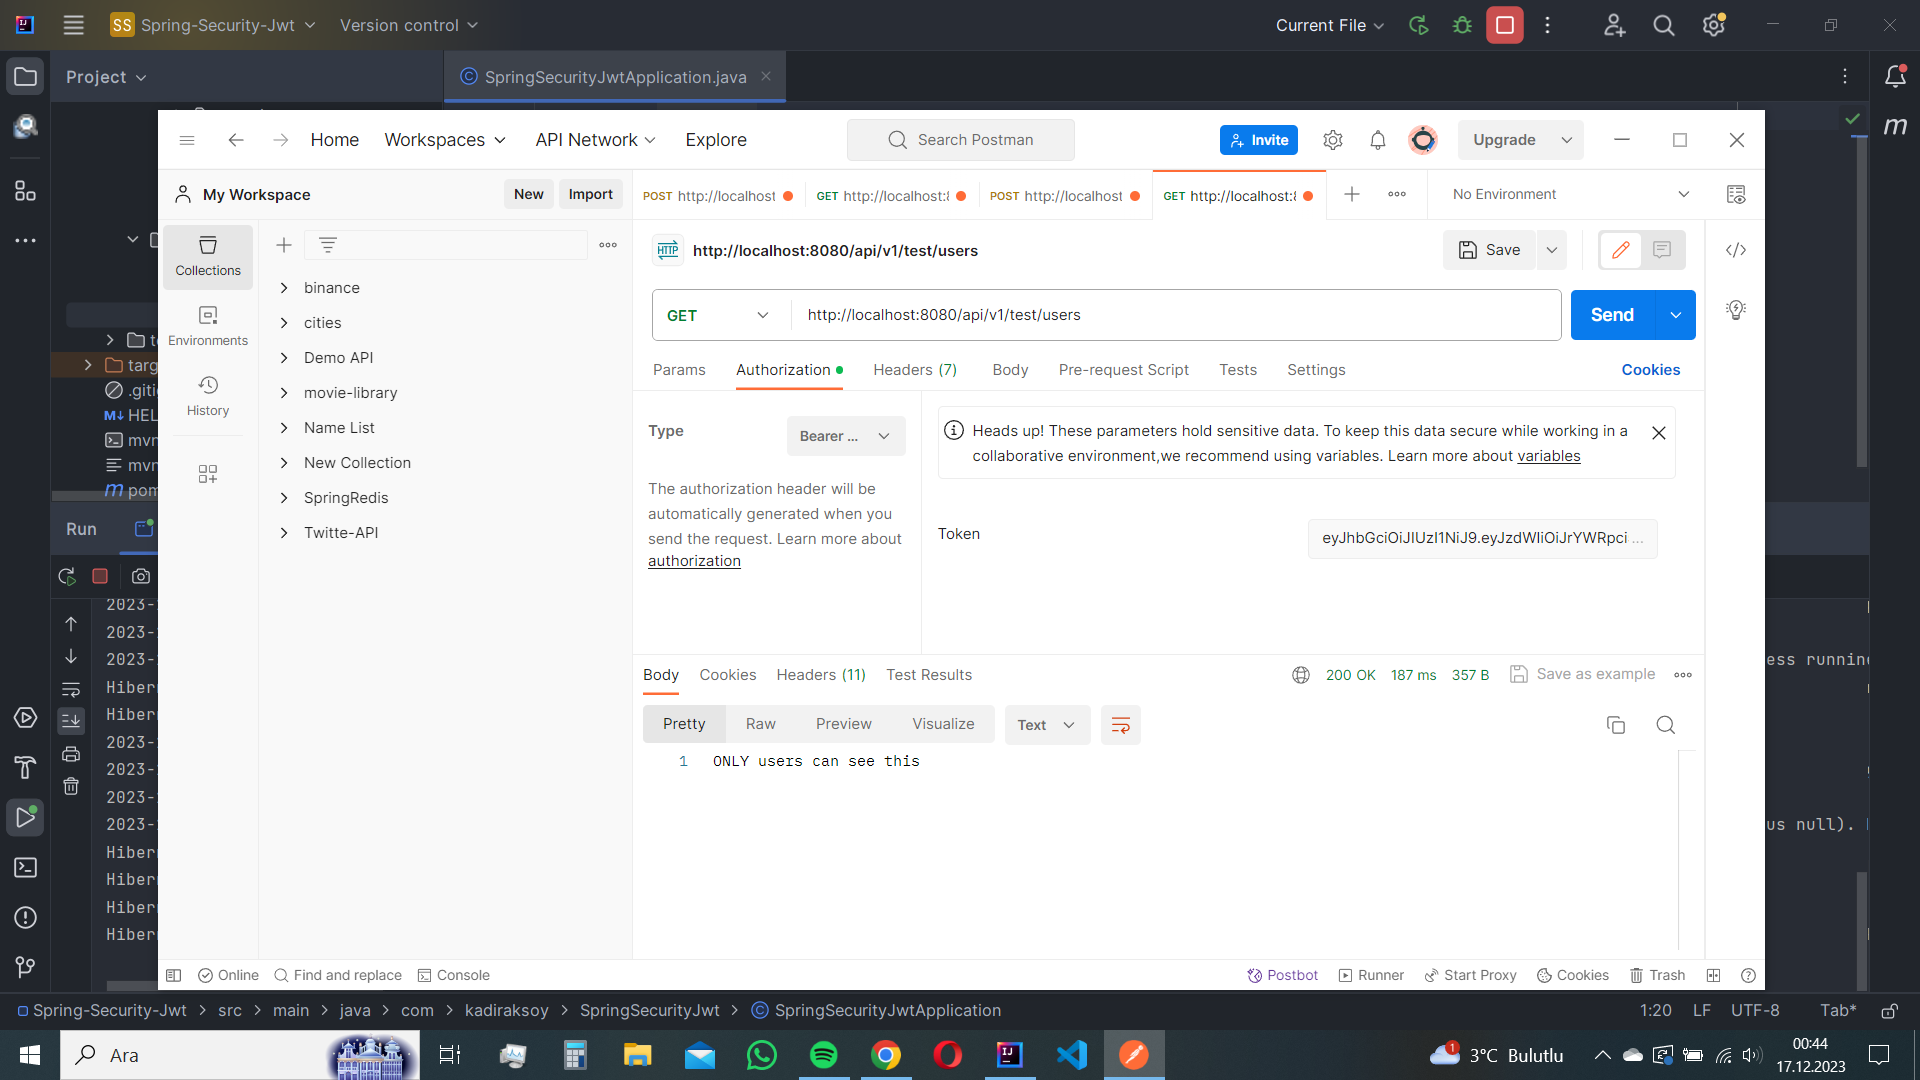 SS Spring-Security-Jwt Version control Current File
Project SpringSecurityJwtApplication.java
Home Workspaces API Network Explore Search Postman Invite Upgrade
My Workspace New Import POST http://localhost GET http://localhost: POST http://localhost GET http://localhost: No Environment
Collections
Environments
History
binance
cities
Demo API
movie-library
Name List
New Collection
SpringRedis
Twitte-API
HTTP http://localhost:8080/api/v1/test/users Save
GET http://localhost:8080/api/v1/test/users Send
Params Authorization Headers (7) Body Pre-request Script Tests Settings Cookies
Type Bearer ...
The authorization header will be
automatically generated when you
send the request. Learn more about
authorization
Heads up! These parameters hold sensitive data. To keep this data secure while working in a
collaborative environment,we recommend using variables. Learn more about variables
Token eyJhbGciOiJIUzI1NiJ9.eyJzdWIiOiJrYWRpci ...
Body Cookies Headers (11) Test Results 200 OK 187 ms 357 B Save as example
Pretty Raw Preview Visualize Text
1 ONLY users can see this
Online Find and replace Console Postbot Runner Start Proxy Cookies Trash
targ
.giti
M↓ HEL
mvn
mvn
m pom
Run
2023-
2023-
2023-
Hiber
Hiber
2023-
2023-
2023-
2023-
Hiber
Hiber
Hiber
Hiber
ess running
us null).
Spring-Security-Jwt > src > main > java > com > kadiraksoy > SpringSecurityJwt > SpringSecurityJwtApplication 1:20 LF UTF-8 Tab*
Ara 1 3°C Bulutlu 00:44
17.12.2023